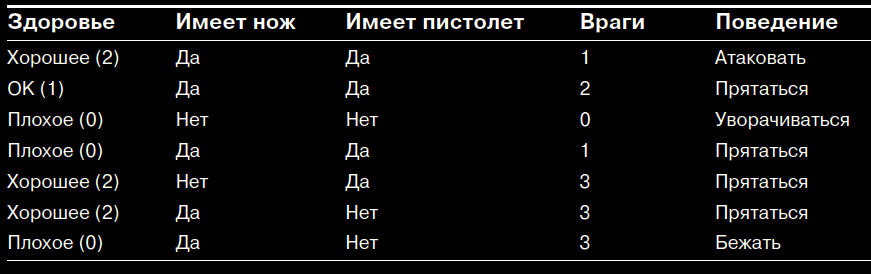 Здоровье Имеет нож Имеет пистолет Враги Поведение
Хорошее (2) Да Да 1 Атаковать
ОК (1) Да Да 2 Прятаться
Плохое (0) Нет Нет 0 Уворачиваться
Плохое (0) Да Да 1 Прятаться
Хорошее (2) Нет Да 3 Прятаться
Хорошее (2) Да Нет 3 Прятаться
Плохое (0) Да Нет 3 Бежать